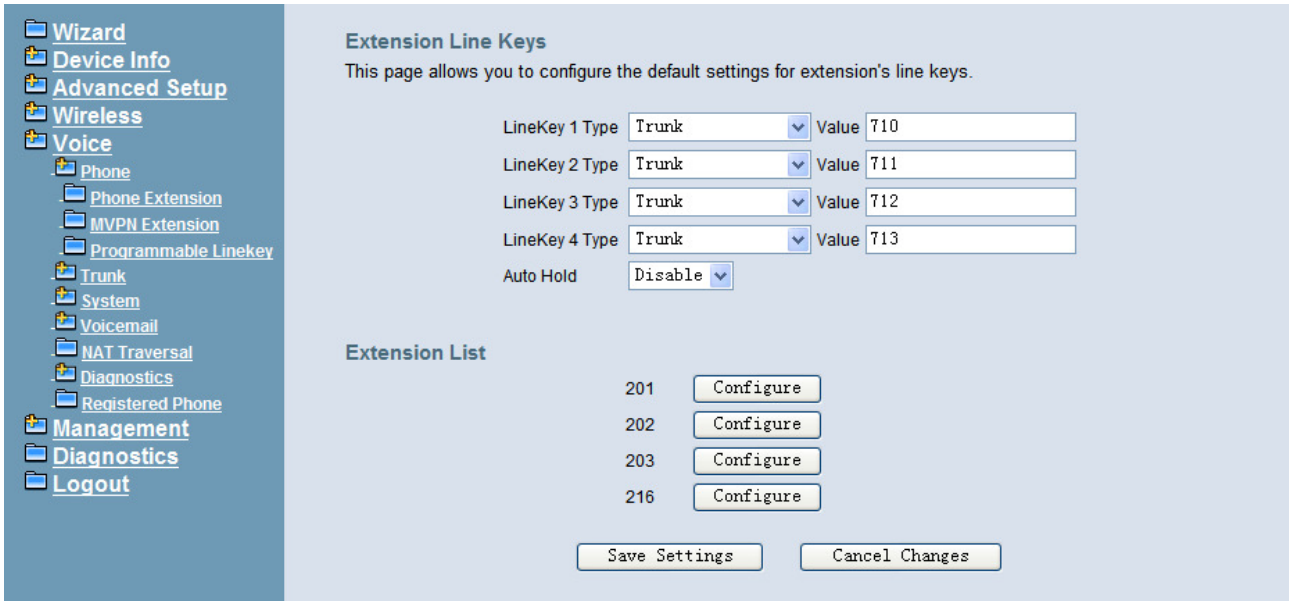 Wizard
Device Info
Advanced Setup
Wireless
Voice
Phone
Phone Extension
MVPN Extension
Programmable Linekey
Trunk
System
Voicemail
NAT Traversal
Diagnostics
Registered Phone
Management
Diagnostics
Logout
Extension Line Keys
This page allows you to configure the default settings for extension's line keys.
LineKey 1 Type Trunk Value 710
LineKey 2 Type Trunk Value 711
LineKey 3 Type Trunk Value 712
LineKey 4 Type Trunk Value 713
Auto Hold Disable
Extension List
201 Configure
202 Configure
203 Configure
216 Configure
Save Settings Cancel Changes